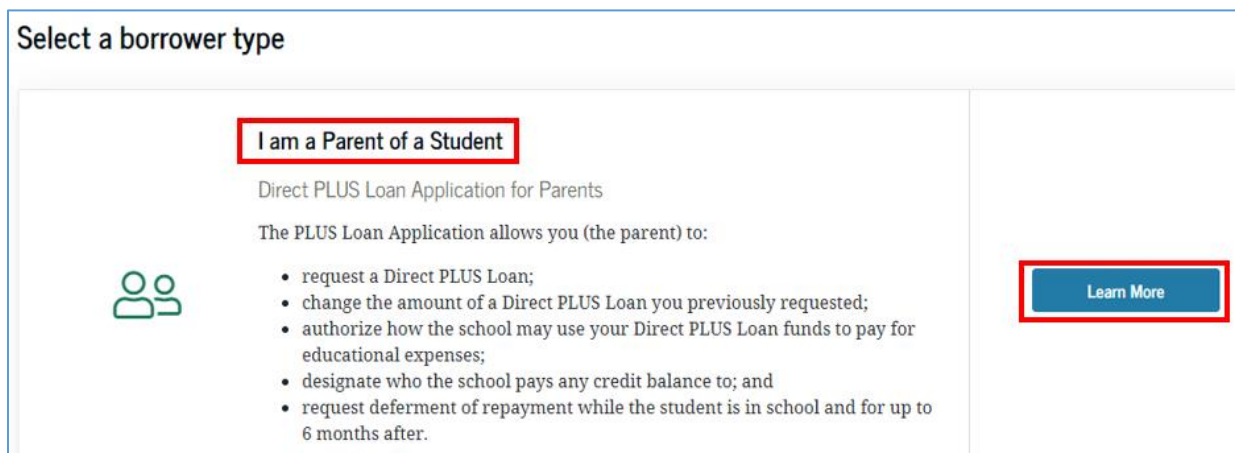 Select a borrower type
I am a Parent of a Student
Direct PLUS Loan Application for Parents
The PLUS Loan Application allows you (the parent) to:
• request a Direct PLUS Loan;
• change the amount of a Direct PLUS Loan you previously requested;
• authorize how the school may use your Direct PLUS Loan funds to pay for
educational expenses;
• designate who the school pays any credit balance to; and
• request deferment of repayment while the student is in school and for up to
6 months after.
Learn More